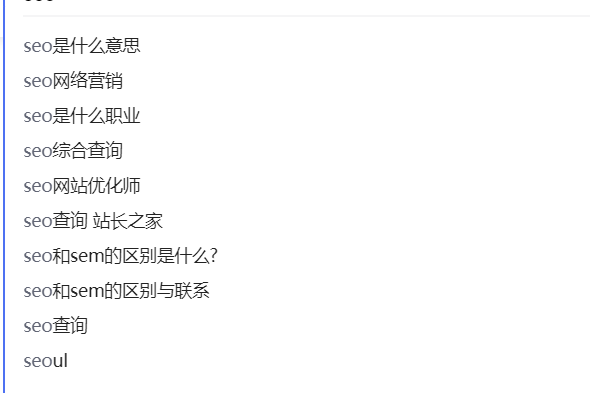 seo是什么意思
seo网络营销
seo是什么职业
seo综合查询
seo网站优化师
seo查询 站长之家
seo和sem的区别是什么?
seo和sem的区别与联系
seo查询
seoul